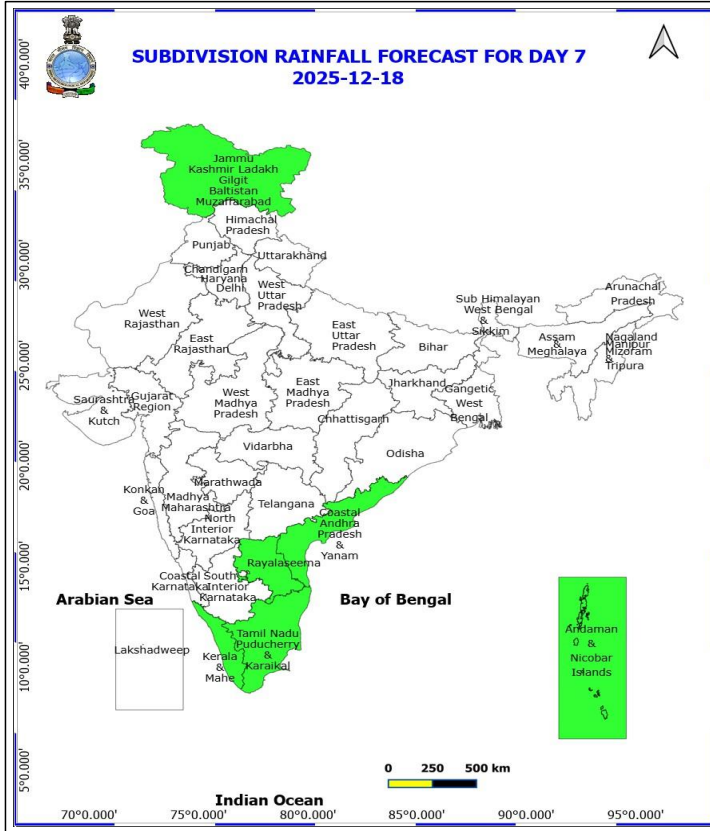 SUBDIVISION RAINFALL FORECAST FOR DAY 7
2025-12-18
40°0.000'
35°0.000'
30°0.000'
25°0.000'
20°0.000'
15°0.000'
10°0.000'
5°0.000'
Jammu
Kashmir Ladakh
Gilgit
Baltistan
Muzaffarabad
Himachal
Pradesh
Punjab
Uttarakhand
Chandigarh
Haryana
Delhi
West
Uttar
Pradesh
Arunachal
Pradesh
Sub Himalayan
West Bengal
&
Sikkim
West
Rajasthan
East
Rajasthan
East
Uttar
Pradesh
Bihar
Assam
&
Meghalaya
Nagaland
Manipur
Mizoram
&
Tripura
Saurashtra
&
Kutch
Gujarat
Region
West
Madhya
Pradesh
East
Madhya
Pradesh
Jharkhand
Gangetic
West
Bengal
Chhattisgarh
Vidarbha
Odisha
Konkan
&
Goa
Marathwada
Madhya
Maharashtra
Telangana
North
Interior
Karnataka
Coastal
Andhra
Pradesh
&
Yanam
Rayalaseema
Coastal
Karnataka
South
Interior
Karnataka
Arabian Sea
Bay of Bengal
Lakshadweep
Kerala
&
Mahe
Tamil Nadu
Puducherry
&
Karaikal
Andaman
&
Nicobar
Islands
0 250 500 km
Indian Ocean
70°0.000' 75°0.000' 80°0.000' 85°0.000' 90°0.000' 95°0.000'